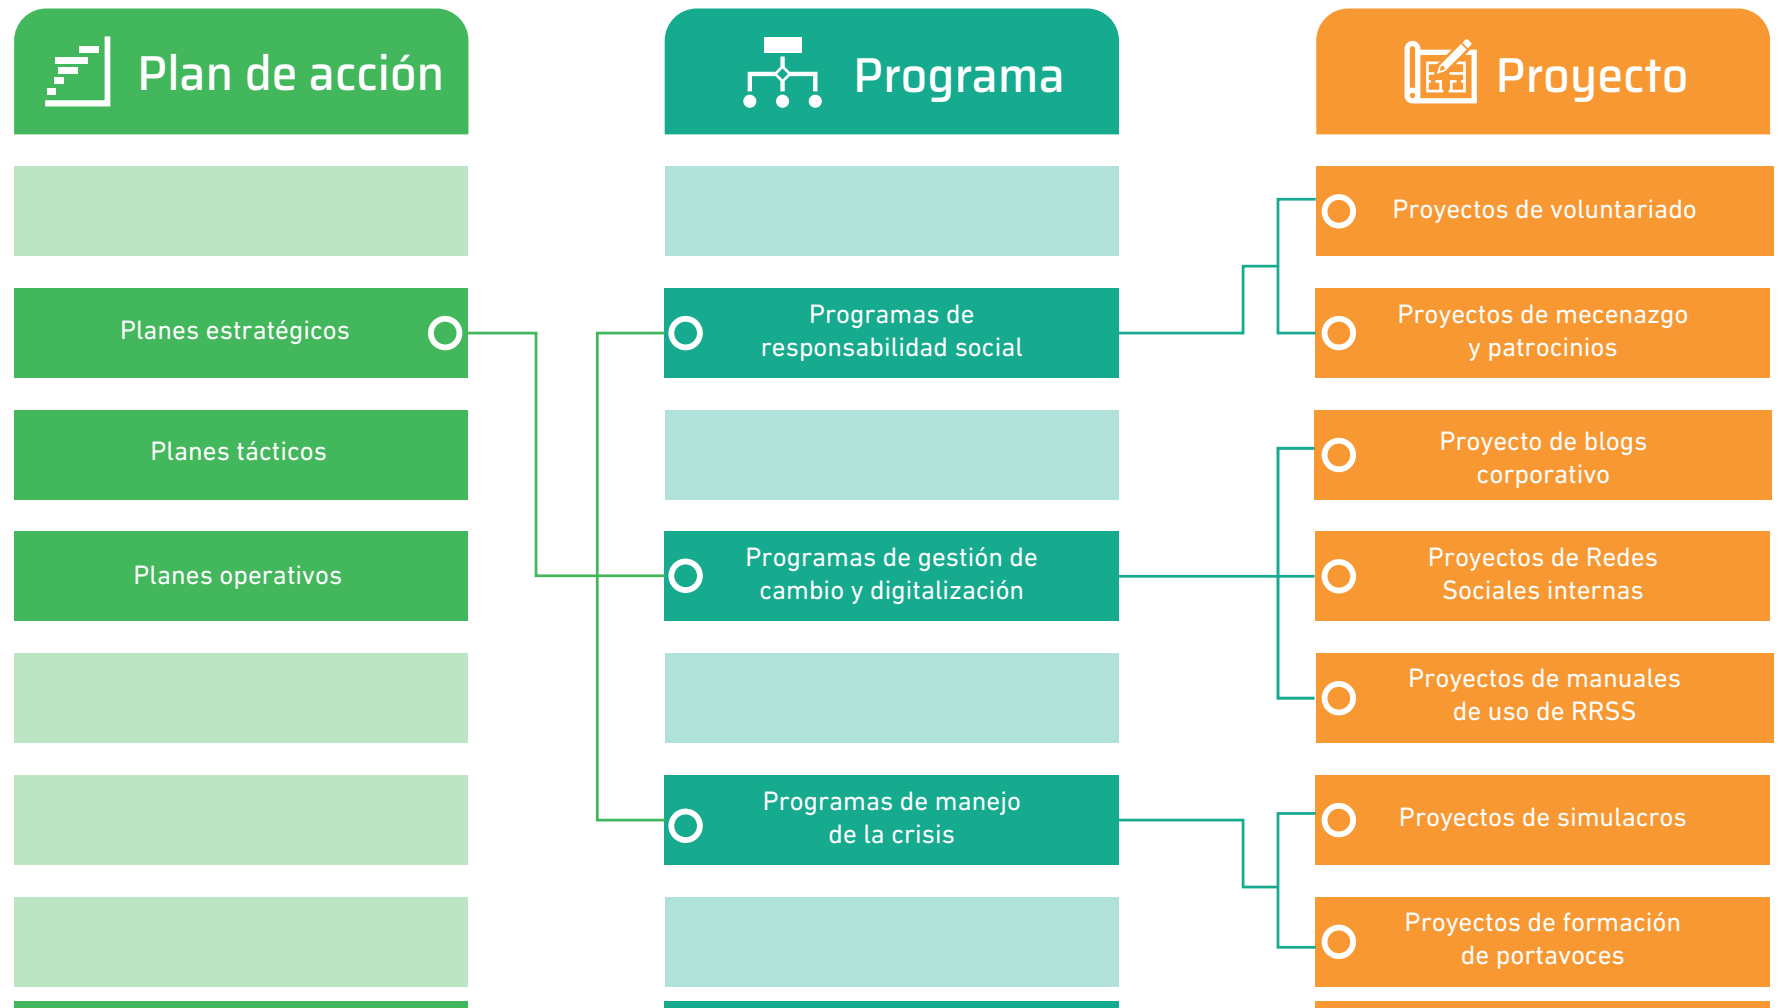 Plan de acción
Programa
Proyecto
Planes estratégicos
Planes tácticos
Planes operativos
Programas de
responsabilidad social
Programas de gestión de
cambio y digitalización
Programas de manejo
de la crisis
Proyectos de voluntariado
Proyectos de mecenazgo
y patrocinios
Proyecto de blogs
corporativo
Proyectos de Redes
Sociales internas
Proyectos de manuales
de uso de RRSS
Proyectos de simulacros
Proyectos de formación
de portavoces